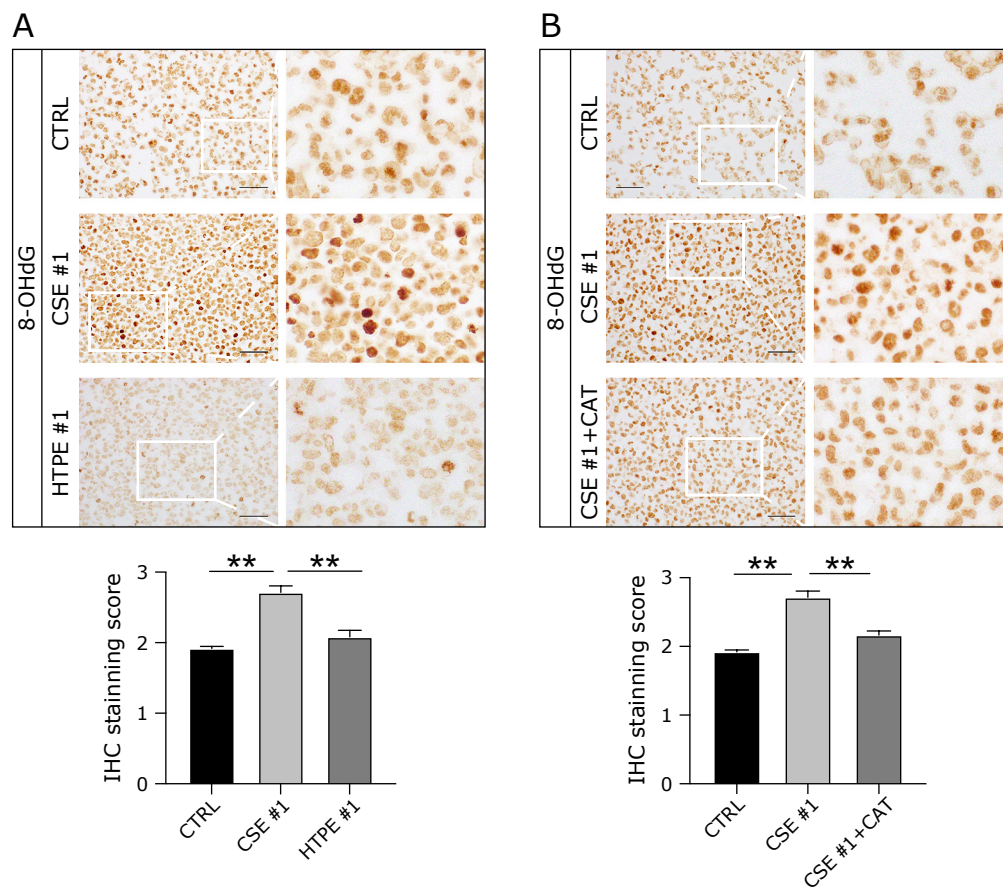 A
8-OHdG
CTRL
CSE #1
HTPE #1
**
**
IHC stainning score
3
2
1
0
CTRL
CSE #1
HTPE #1
B
8-OHdG
CTRL
CSE #1
CSE #1+CAT
**
**
IHC stainning score
3
2
1
0
CTRL
CSE #1
CSE #1+CAT